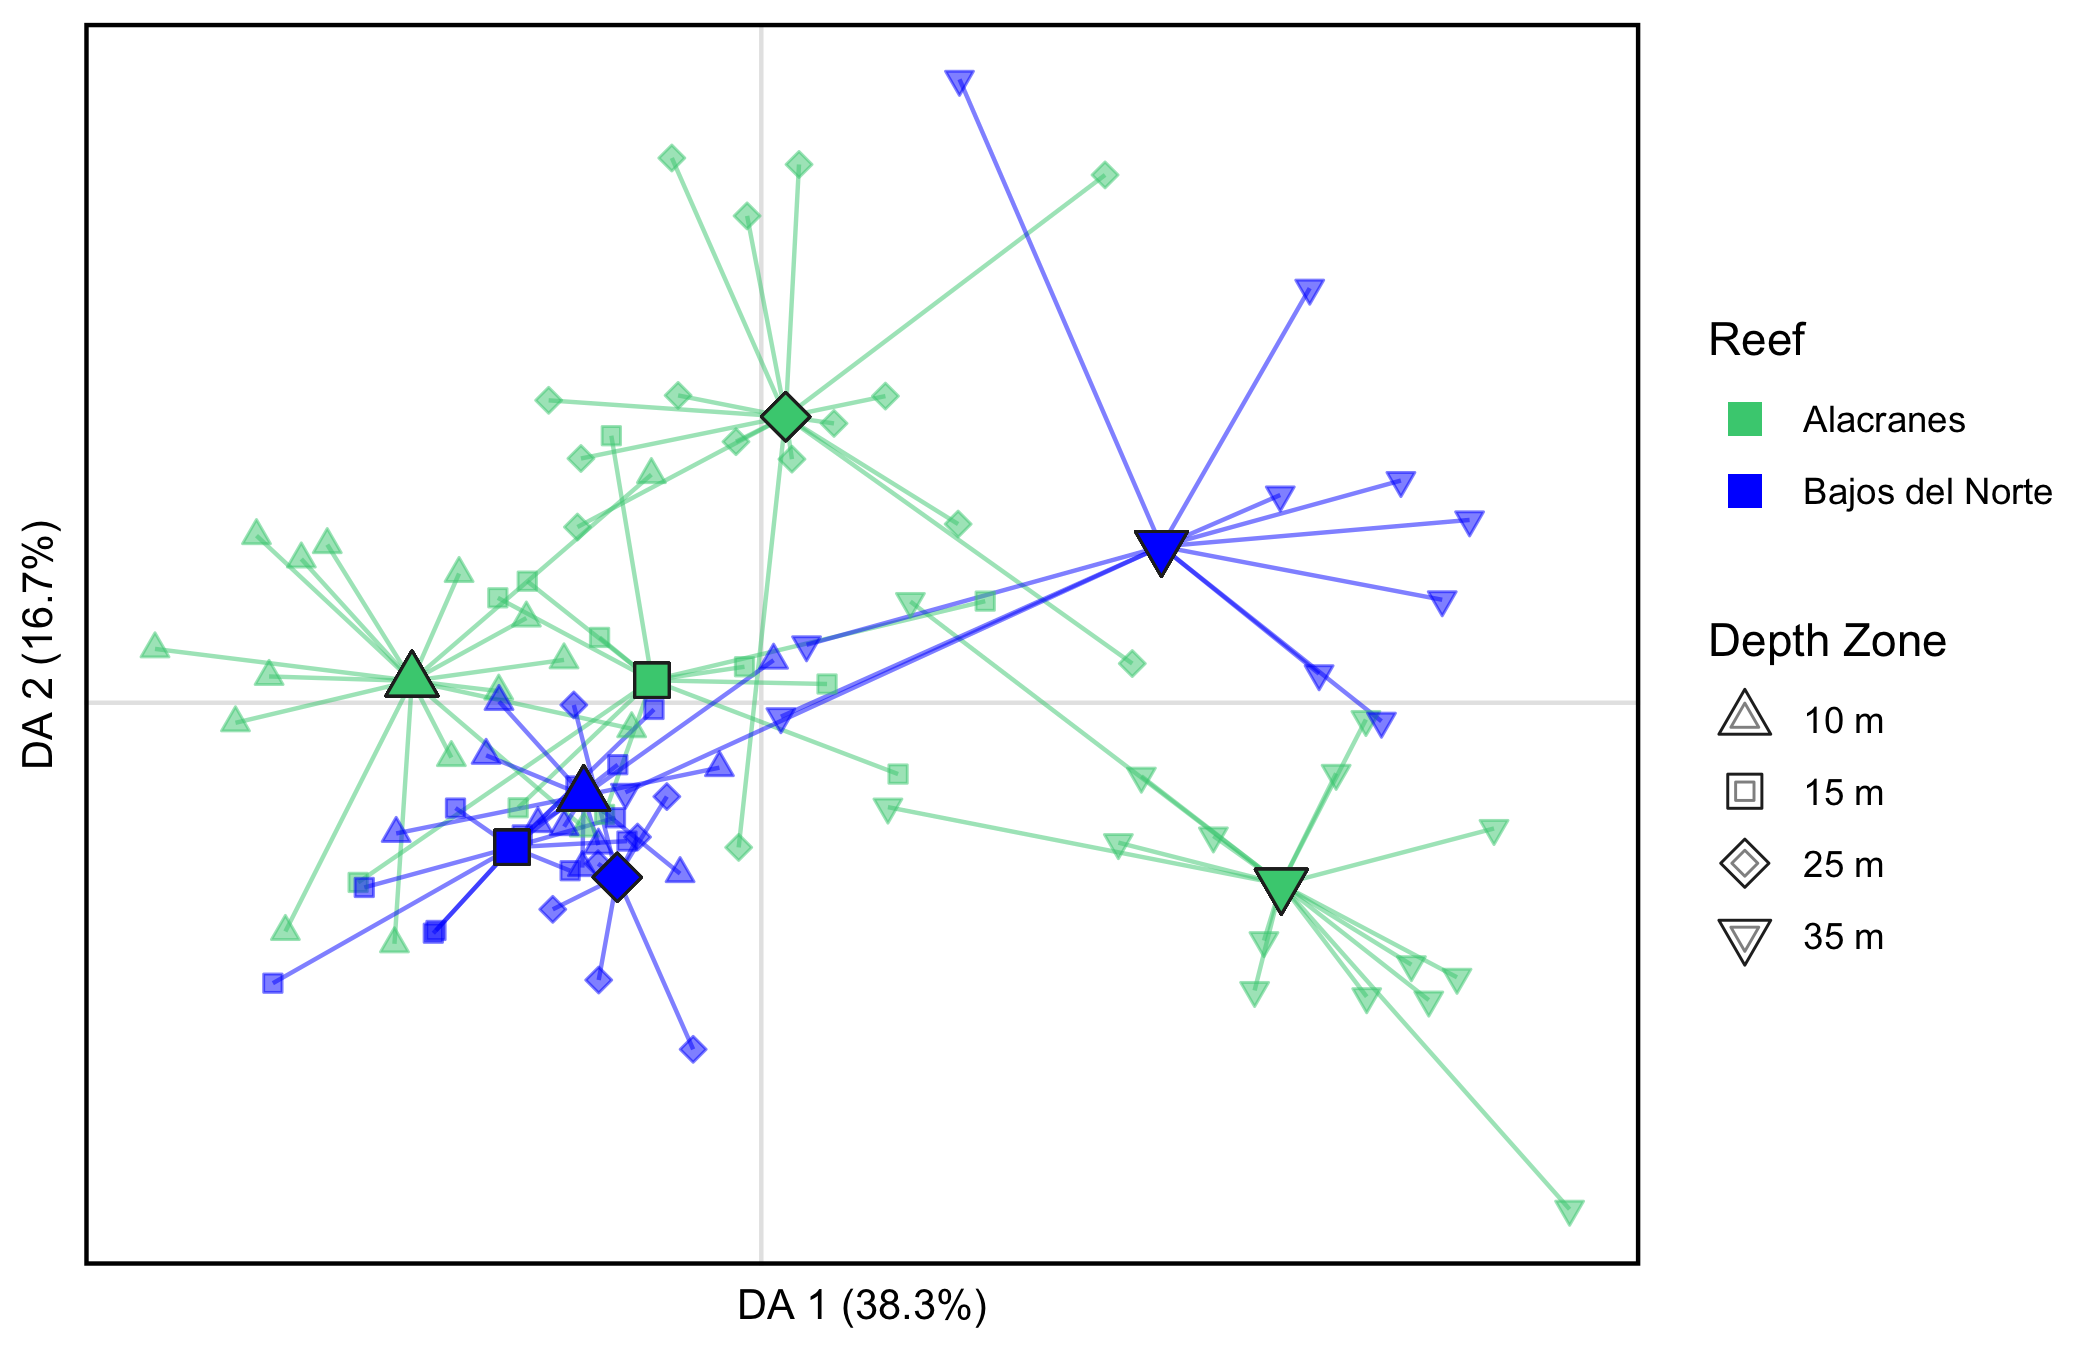 DA 2 (16.7%)
DA 1 (38.3%)
Reef
Alacranes
Bajos del Norte
Depth Zone
10 m
15 m
25 m
35 m